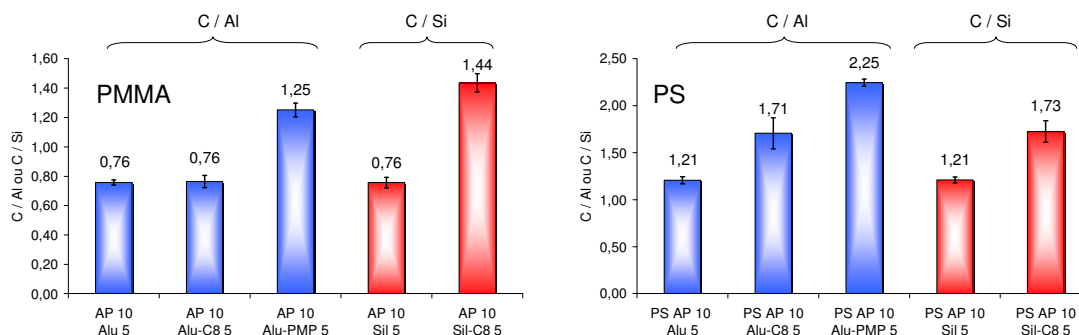 C / Al
C / Si
1,60
1,40
1,20
1,00
0,80
0,60
0,40
0,20
0,00
C / Al ou C / Si
PMMA
0,76
0,76
1,25
0,76
1,44
AP 10 Alu 5
AP 10 Alu-C8 5
AP 10 Alu-PMP 5
AP 10 Sil 5
AP 10 Sil-C8 5
C / Al
C / Si
2,50
2,00
1,50
1,00
0,50
0,00
C / Al ou C / Si
PS
1,21
1,71
2,25
1,21
1,73
PS AP 10 Alu 5
PS AP 10 Alu-C8 5
PS AP 10 Alu-PMP 5
PS AP 10 Sil 5
PS AP 10 Sil-C8 5